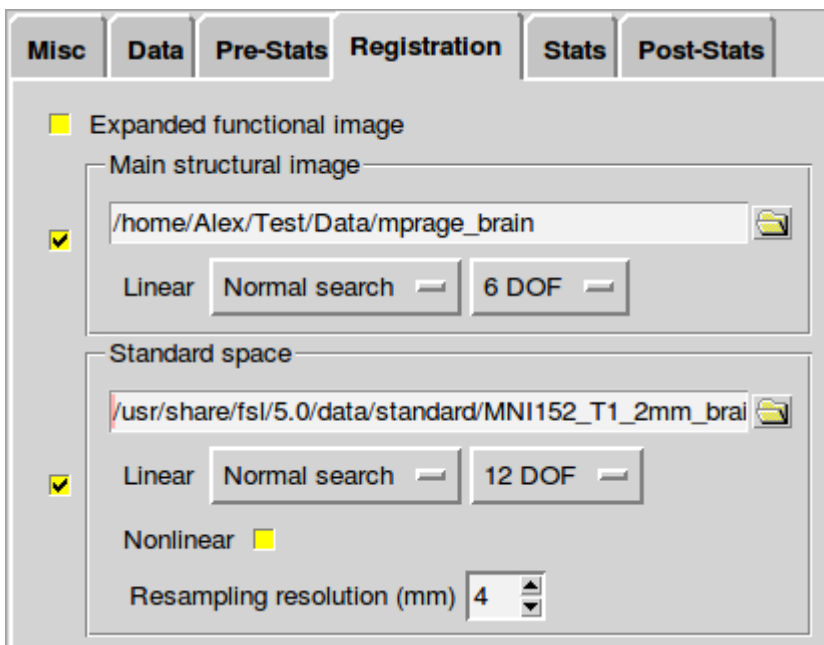 Misc Data Pre-Stats Registration Stats Post-Stats
Expanded functional image
Main structural image
/home/Alex/Test/Data/mprage_brain
Linear Normal search 6 DOF
Standard space
/usr/share/fsl/5.0/data/standard/MNI152_T1_2mm_brai
Linear Normal search 12 DOF
Nonlinear
Resampling resolution (mm) 4